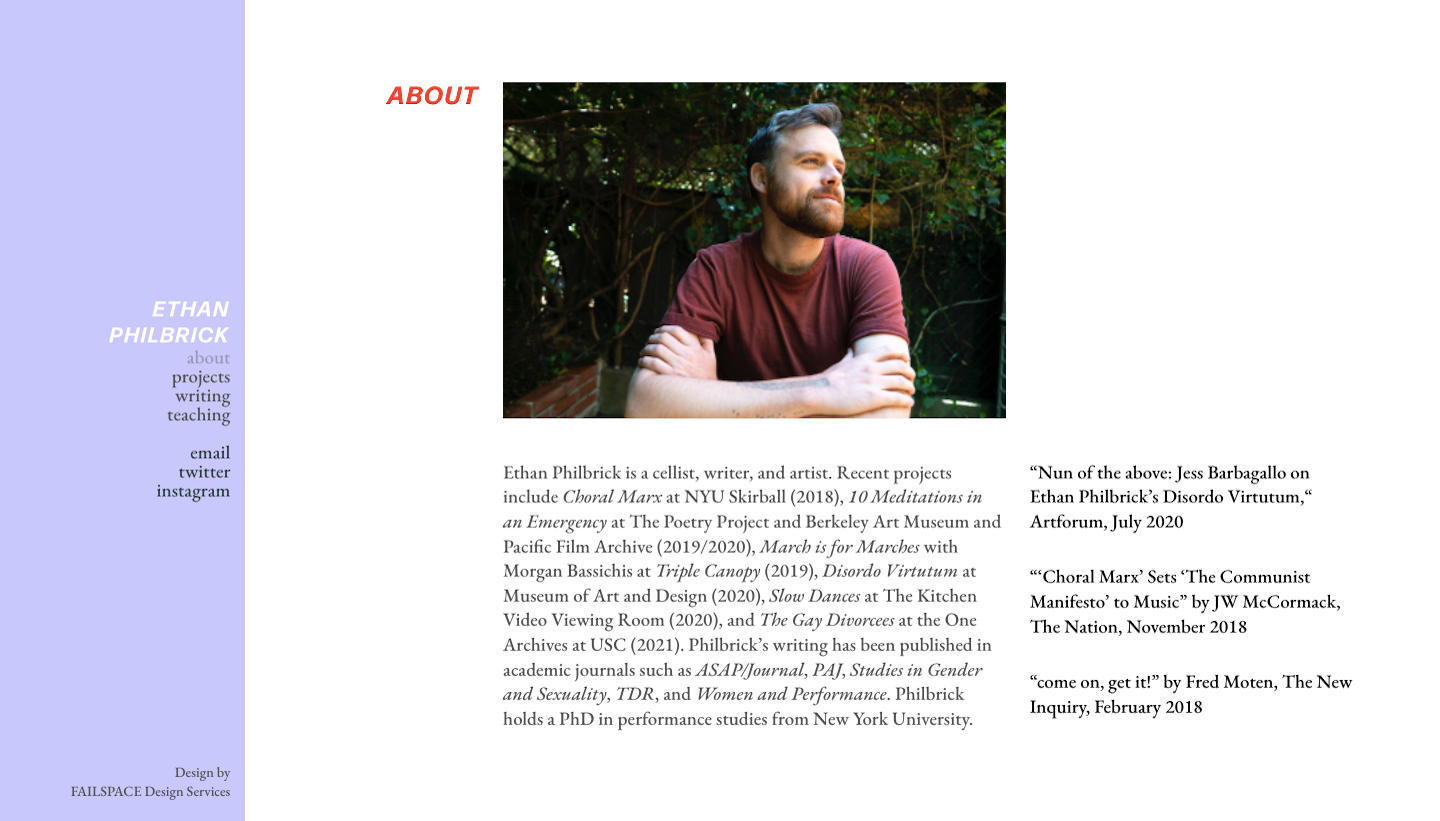 ETHAN
PHILBRICK
about
projects
writing
teaching
email
twitter
instagram
Design by
FAILSPACE Design Services
ABOUT
Ethan Philbrick is a cellist, writer, and artist. Recent projects
include Choral Marx at NYU Skirball (2018), 10 Meditations in
an Emergency at The Poetry Project and Berkeley Art Museum and
Pacific Film Archive (2019/2020), March is for Marches with
Morgan Bassichis at Triple Canopy (2019), Disordo Virtutum at
Museum of Art and Design (2020), Slow Dances at The Kitchen
Video Viewing Room (2020), and The Gay Divorcees at the One
Archives at USC (2021). Philbrick’s writing has been published in
academic journals such as ASAP/Journal, PAJ, Studies in Gender
and Sexuality, TDR, and Women and Performance. Philbrick
holds a PhD in performance studies from New York University.
“Nun of the above: Jess Barbagallo on
Ethan Philbrick’s Disordo Virtutum,“
Artforum, July 2020
“‘Choral Marx’ Sets ‘The Communist
Manifesto’ to Music” by JW McCormack,
The Nation, November 2018
“come on, get it!” by Fred Moten, The New
Inquiry, February 2018